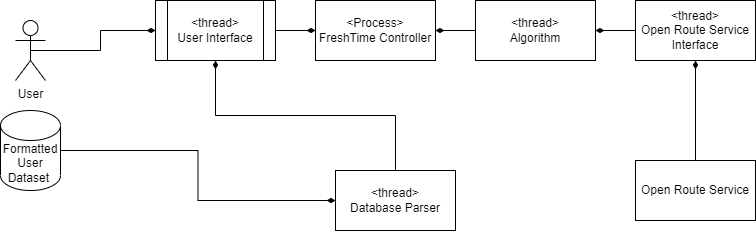 <thread>
User Interface
<Process>
FreshTime Controller
<thread>
Algorithm
<thread>
Open Route Service
Interface
User
Formatted
User
Dataset
<thread>
Database Parser
Open Route Service